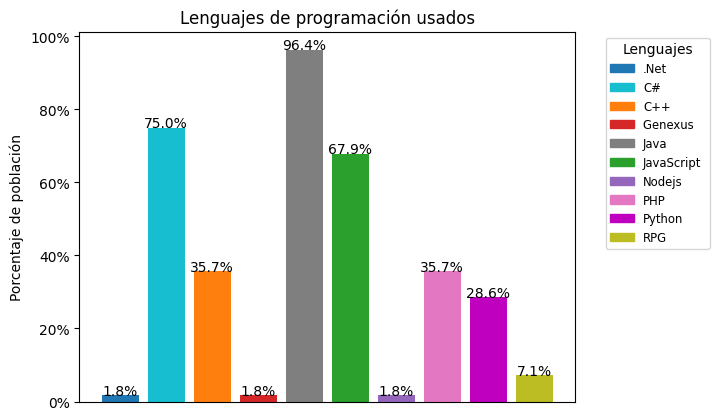 Lenguajes de programación usados
Porcentaje de población
100%
80%
60%
40%
20%
0%
1.8%
75.0%
35.7%
1.8%
96.4%
67.9%
1.8%
35.7%
28.6%
7.1%
Lenguajes
.Net
C#
C++
Genexus
Java
JavaScript
Nodejs
PHP
Python
RPG